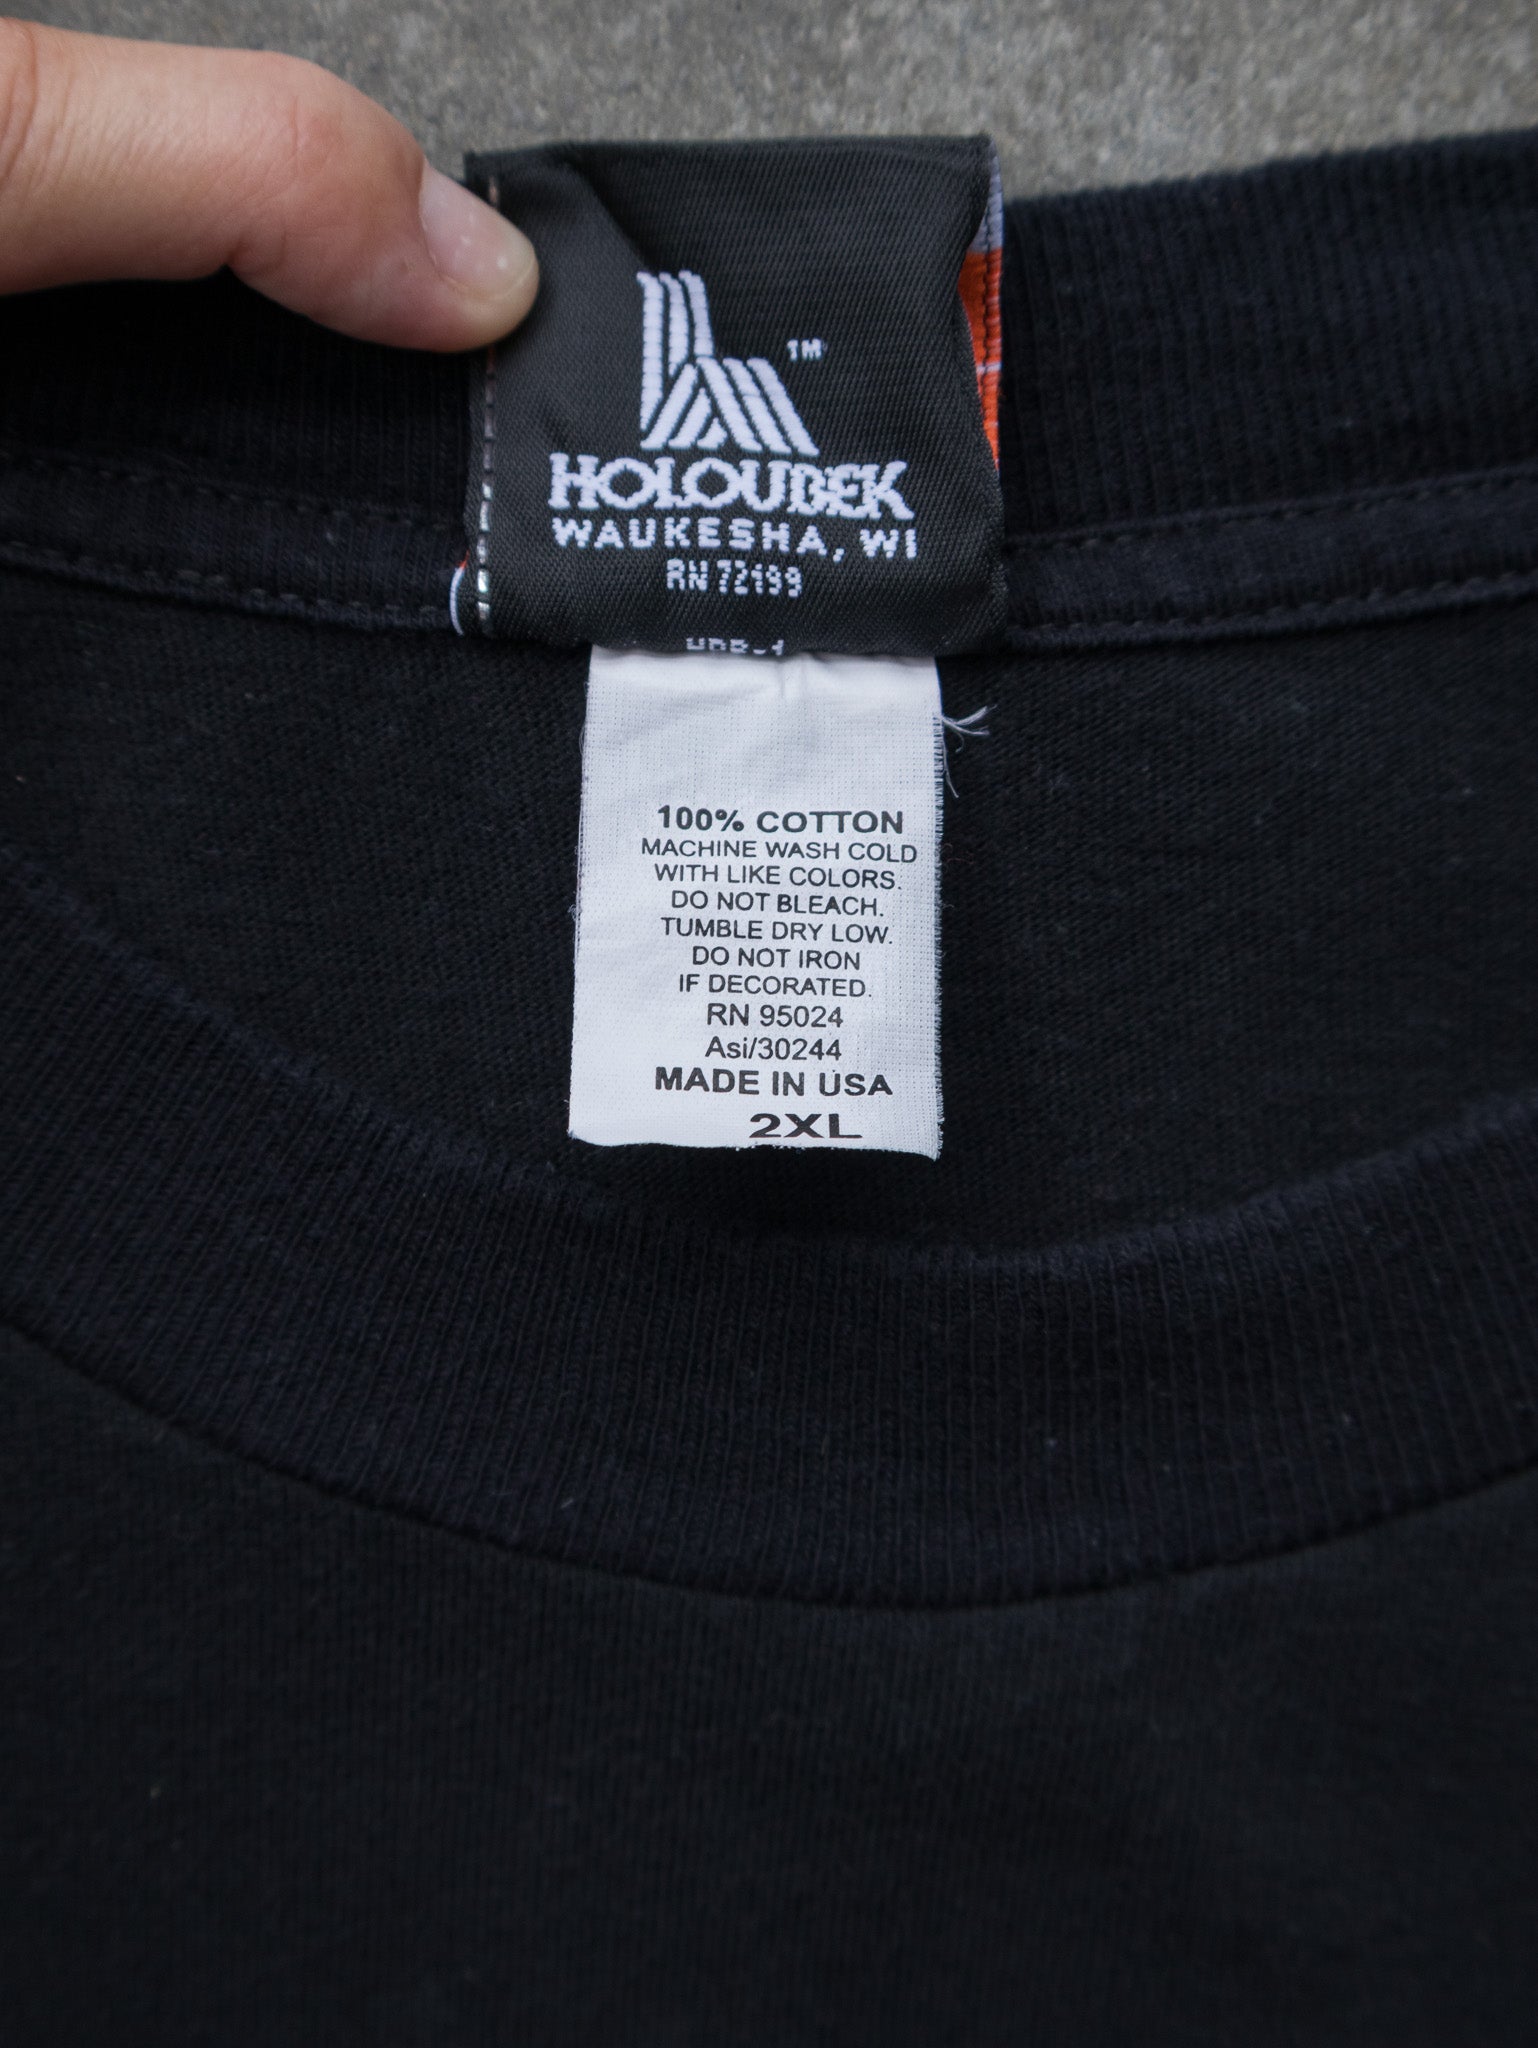 TM
HOLOUBEK
WAUKESHA, WI
RN 72199
100% COTTON
MACHINE WASH COLD
WITH LIKE COLORS.
DO NOT BLEACH.
TUMBLE DRY LOW.
DO NOT IRON
IF DECORATED.
RN 95024
Asi/30244
MADE IN USA
2XL